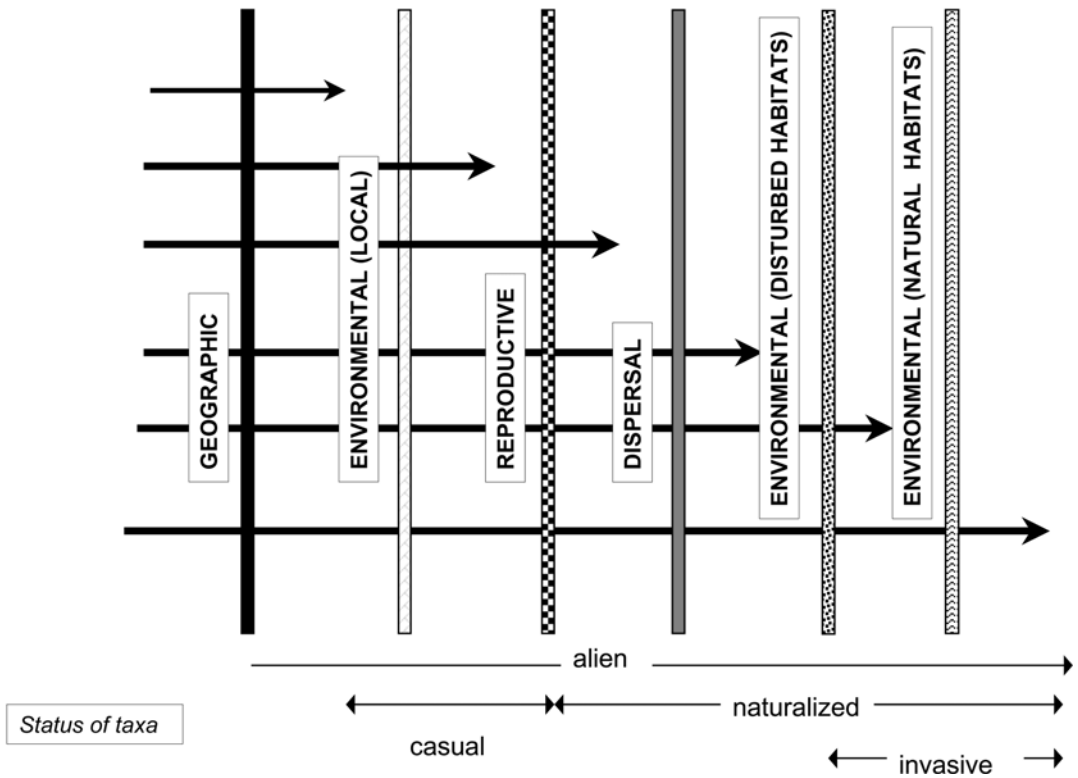 GEOGRAPHIC
ENVIRONMENTAL (LOCAL)
REPRODUCTIVE
DISPERSAL
ENVIRONMENTAL (DISTURBED HABITATS)
ENVIRONMENTAL (NATURAL HABITATS)
alien
Status of taxa
naturalized
casual
invasive